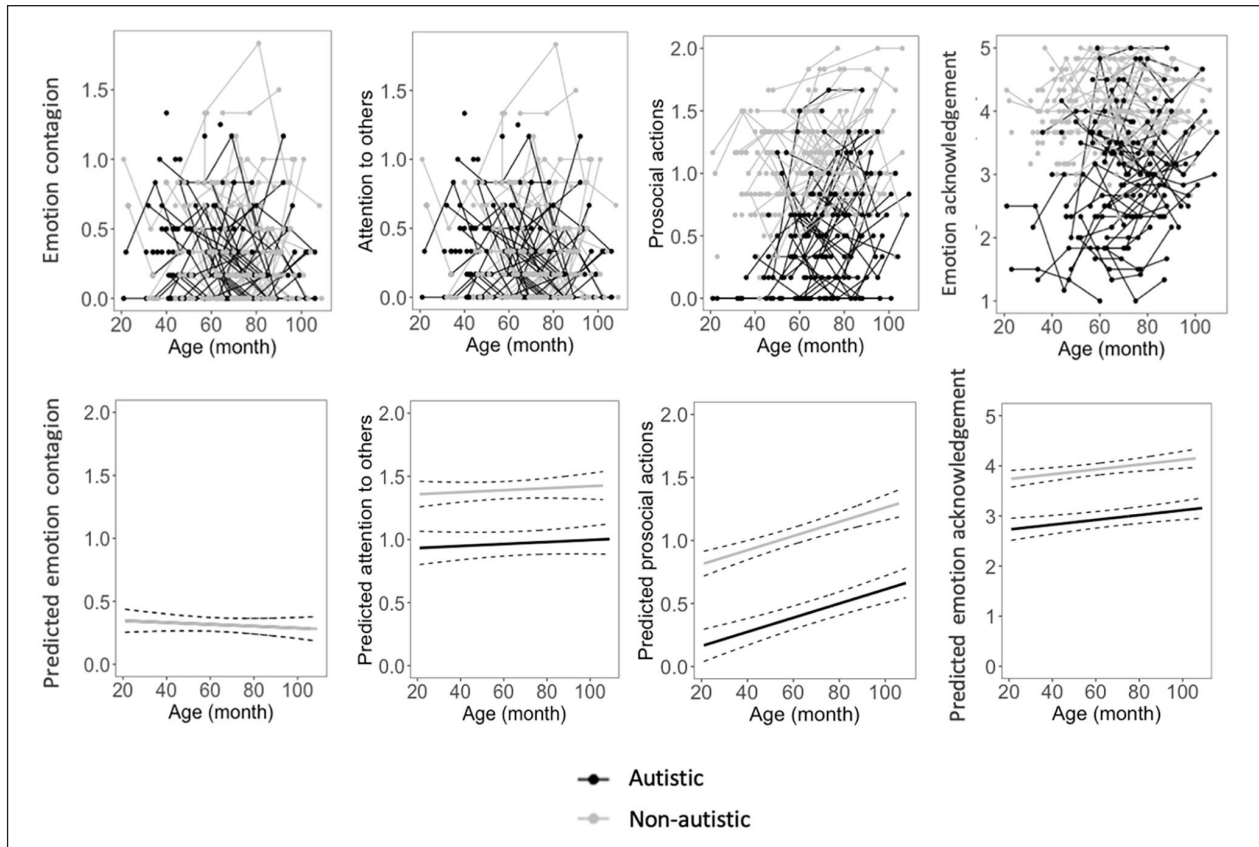 Emotion contagion
1.5
1.0
0.5
0.0
20 40 60 80 100
Age (month)
Attention to others
1.5
1.0
0.5
0.0
20 40 60 80 100
Age (month)
Prosocial actions
2.0
1.5
1.0
0.5
0.0
20 40 60 80 100
Age (month)
Emotion acknowledgement
5
4
3
2
1
20 40 60 80 100
Age (month)
Predicted emotion contagion
2.0
1.5
1.0
0.5
0.0
20 40 60 80 100
Age (month)
Predicted attention to others
2.0
1.5
1.0
0.5
0.0
20 40 60 80 100
Age (month)
Predicted prosocial actions
2.0
1.5
1.0
0.5
0.0
20 40 60 80 100
Age (month)
Predicted emotion acknowledgement
5
4
3
2
1
0
20 40 60 80 100
Age (month)
Autistic
Non-autistic